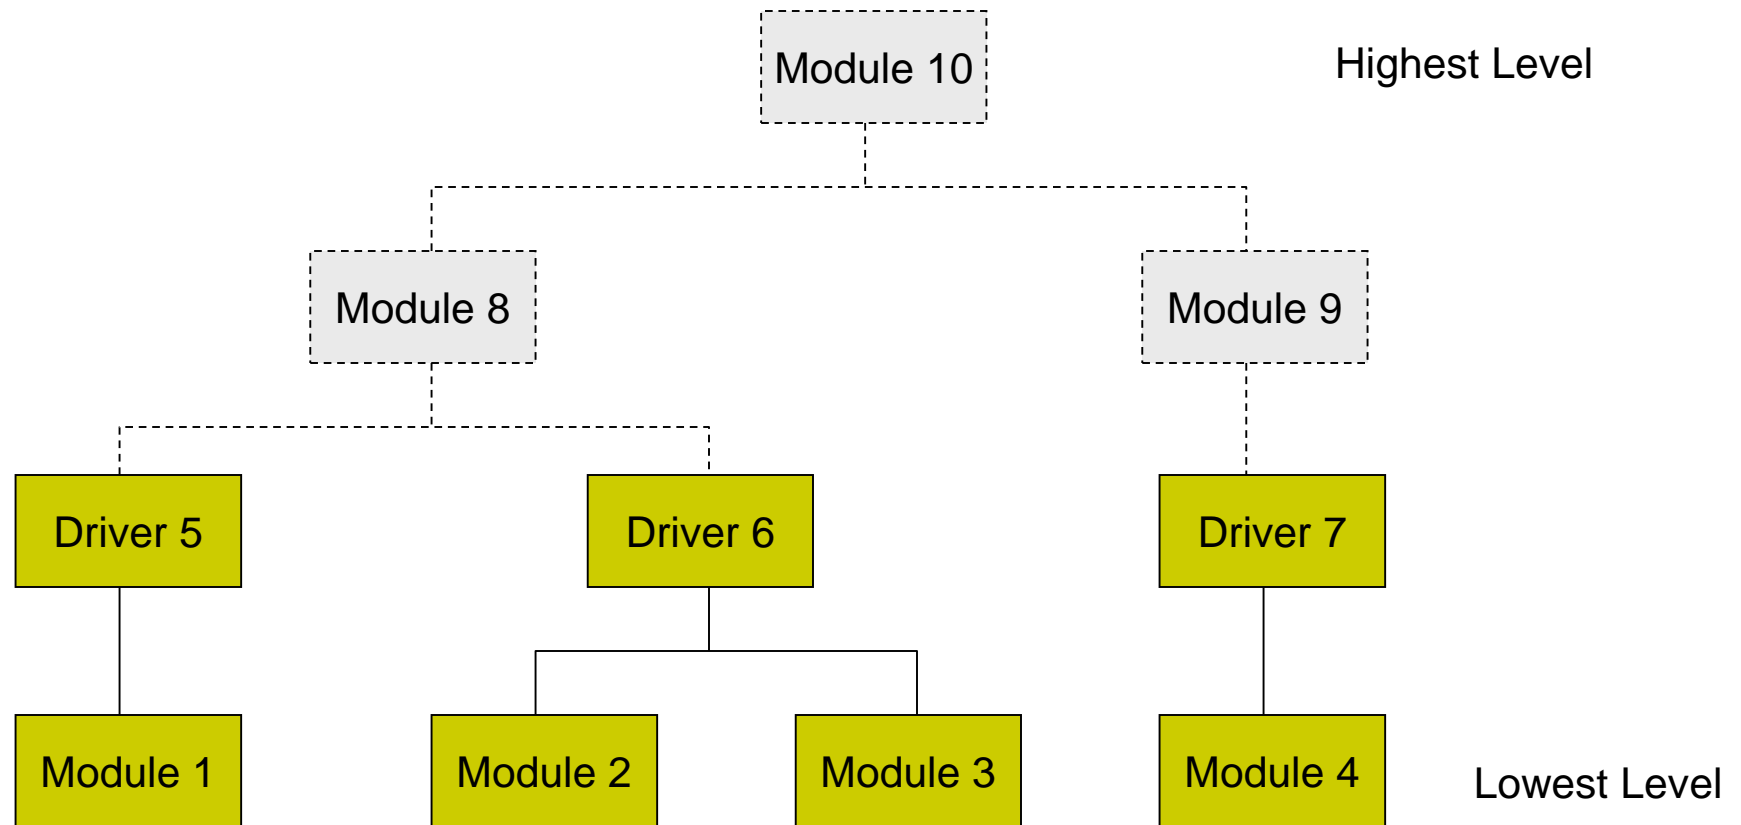 Module 10
Highest Level
Module 8
Module 9
Driver 5
Driver 6
Driver 7
Module 1
Module 2
Module 3
Module 4
Lowest Level